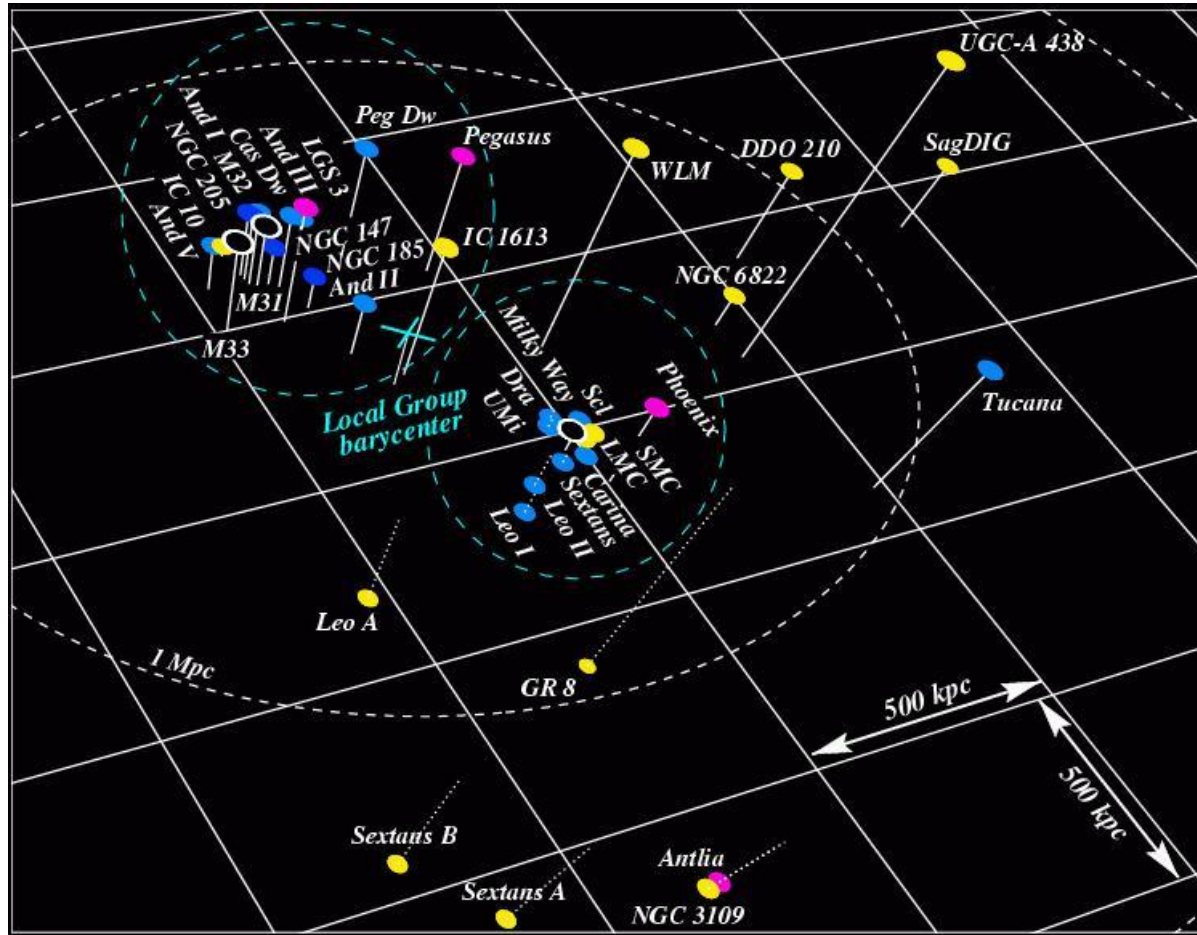 UGC-A 438
And I
M32
Cas Dw
And III
LGS 3
Peg Dw
Pegasus
WLM
DDO 210
SagDIG
NGC 205
IC 10
And V
NGC 147
NGC 185
And II
IC 1613
NGC 6822
M31
M33
Milky Way
Scl
Phoenix
Tucana
Dra
UMi
Local Group
barycenter
LMC
SMC
Carina
Sextans
Leo II
Leo I
Leo A
1 Mpc
GR 8
500 kpc
500 kpc
Sextans B
Sextans A
Antlia
NGC 3109